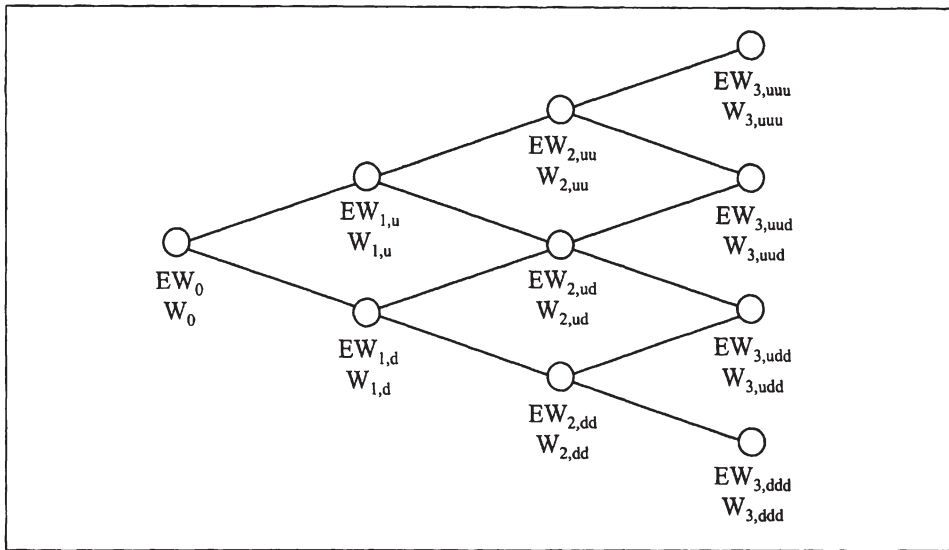 EW3,uuu
W3,uuu
EW2,uu
W2,uu
EW3,uud
W3,uud
EW1,u
W1,u
EW0
W0
EW2,ud
W2,ud
EW3,udd
W3,udd
EW1,d
W1,d
EW2,dd
W2,dd
EW3,ddd
W3,ddd